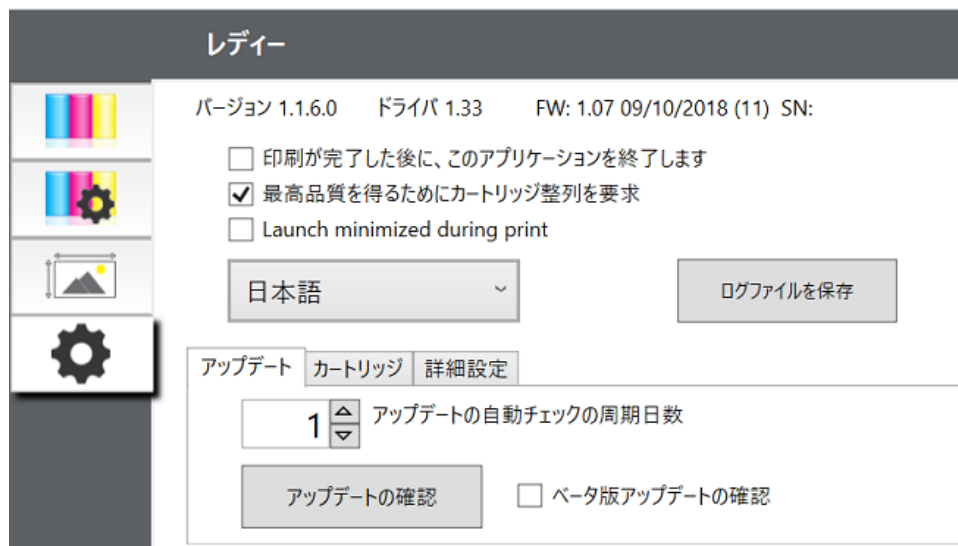 レディー
バージョン 1.1.6.0 ドライバ 1.33 FW: 1.07 09/10/2018 (11) SN:
印刷が完了した後に、このアプリケーションを終了します
最高品質を得るためにカートリッジ整列を要求
Launch minimized during print
日本語 ログファイルを保存
アップデート カートリッジ 詳細設定
1 アップデートの自動チェックの周期日数
アップデートの確認 ベータ版アップデートの確認